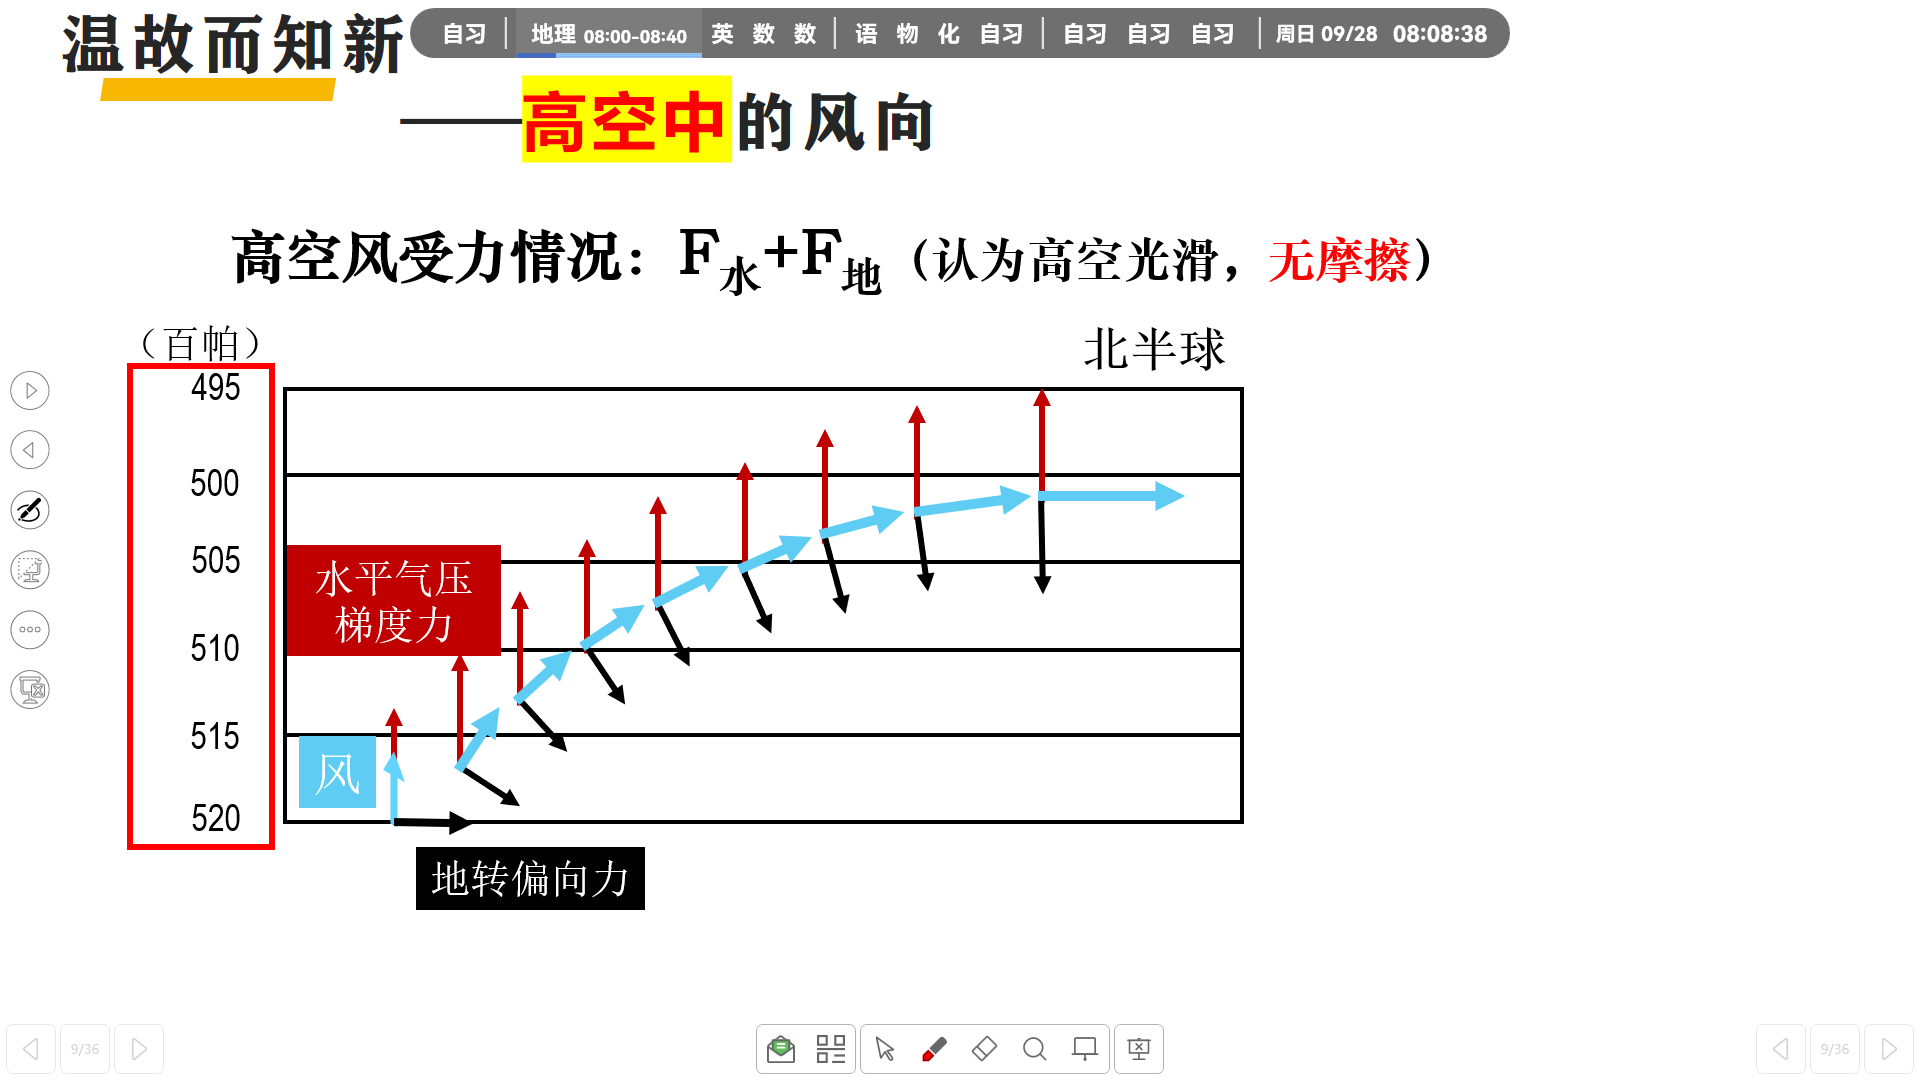 温故而知新
自习 地理 08:00-08:40 英 数 数 语 物 化 自习 自习 自习 自习 周日 09/28 08:08:38
——高空中的风向
高空风受力情况：F水+F地（认为高空光滑，无摩擦）
（百帕）
北半球
495
500
505
水平气压
梯度力
510
515
风
520
地转偏向力
9/36
9/36